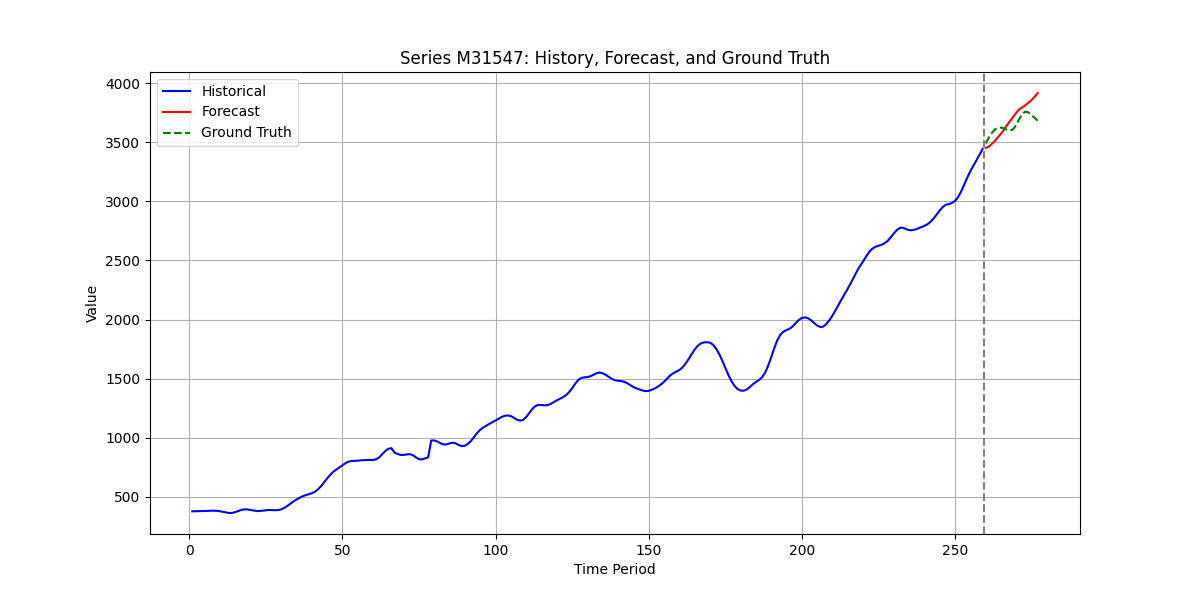 Series M31547: History, Forecast, and Ground Truth
Historical
Forecast
Ground Truth
4000
3500
3000
2500
2000
1500
1000
500
Value
0 50 100 150 200 250
Time Period